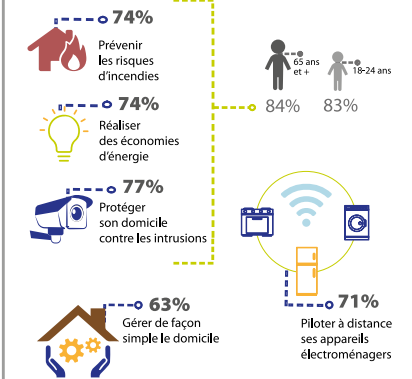 74%
Prévenir
les risques
d'incendies
74%
Réaliser
des économies
d'énergie
77%
Protéger
son domicile
contre les intrusions
65 ans
et +
18-24 ans
84%
83%
63%
Gérer de façon
simple le domicile
71%
Piloter à distance
ses appareils
électroménagers